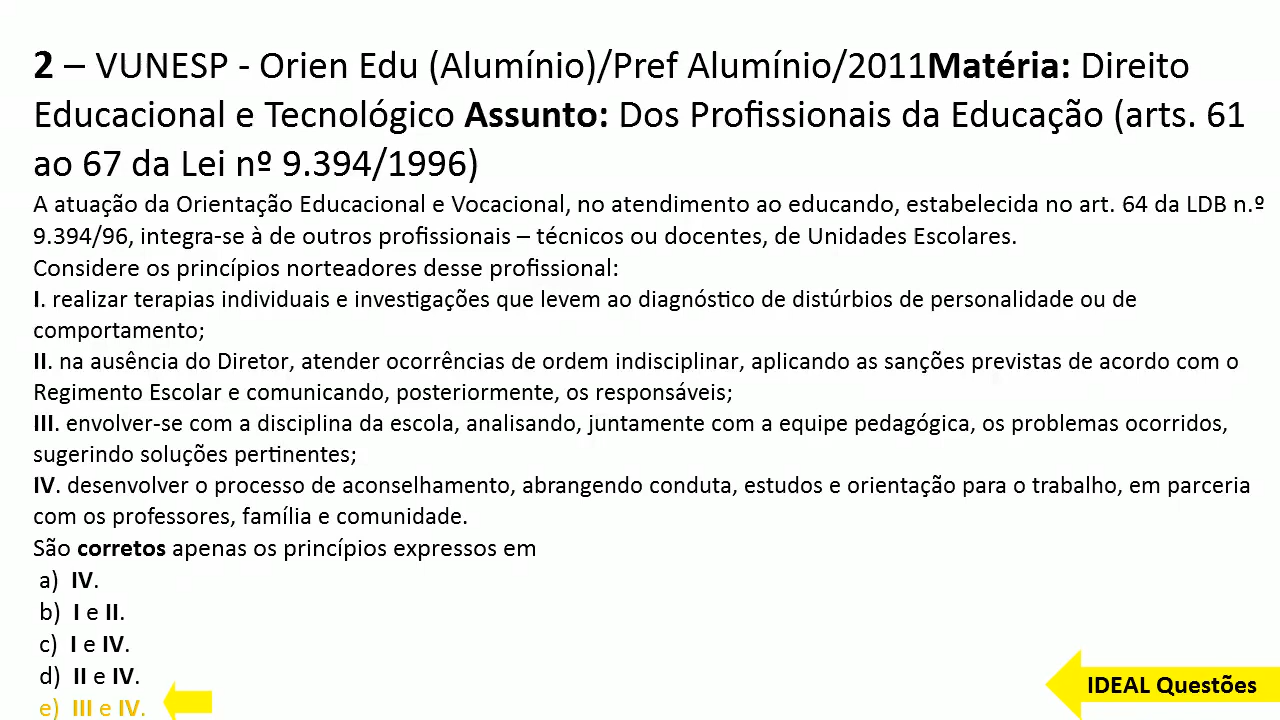 2 – VUNESP - Orien Edu (Alumínio)/Pref Alumínio/2011Matéria: Direito
Educacional e Tecnológico Assunto: Dos Profissionais da Educação (arts. 61
ao 67 da Lei nº 9.394/1996)
A atuação da Orientação Educacional e Vocacional, no atendimento ao educando, estabelecida no art. 64 da LDB n.º
9.394/96, integra-se à de outros profissionais – técnicos ou docentes, de Unidades Escolares.
Considere os princípios norteadores desse profissional:
I. realizar terapias individuais e investigações que levem ao diagnóstico de distúrbios de personalidade ou de
comportamento;
II. na ausência do Diretor, atender ocorrências de ordem indisciplinar, aplicando as sanções previstas de acordo com o
Regimento Escolar e comunicando, posteriormente, os responsáveis;
III. envolver-se com a disciplina da escola, analisando, juntamente com a equipe pedagógica, os problemas ocorridos,
sugerindo soluções pertinentes;
IV. desenvolver o processo de aconselhamento, abrangendo conduta, estudos e orientação para o trabalho, em parceria
com os professores, família e comunidade.
São corretos apenas os princípios expressos em
a) IV.
b) I e II.
c) I e IV.
d) II e IV.
e) III e IV.
IDEAL Questões